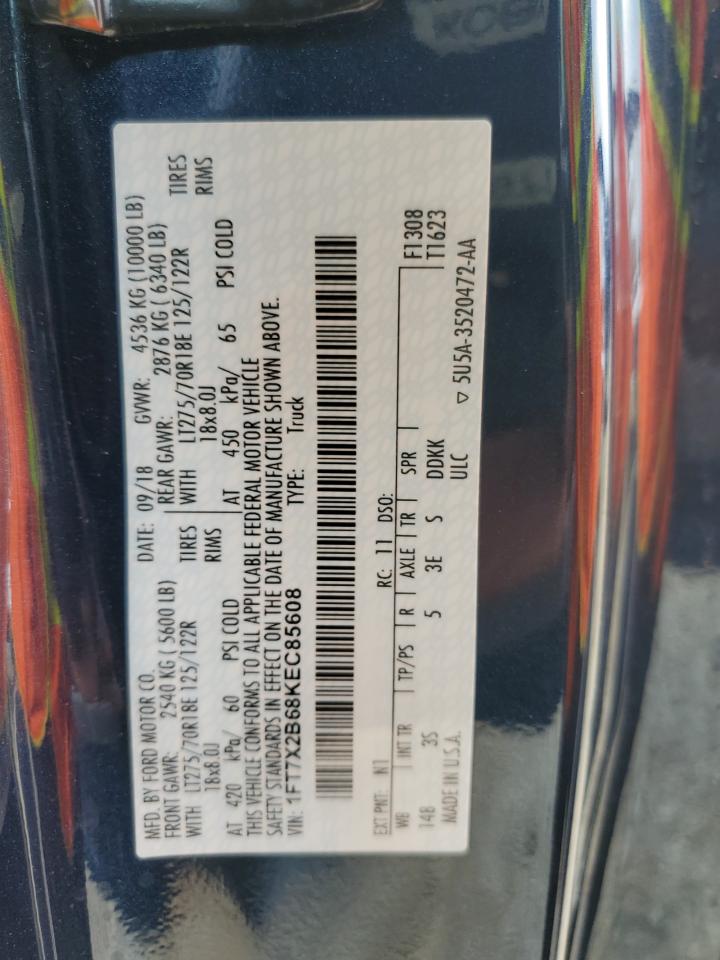 MFD. BY FORD MOTOR CO.
DATE: 09/18 GVWR: 4536 KG (10000 LB)
FRONT GAWR: 2540 KG ( 5600 LB)
REAR GAWR: 2876 KG ( 6340 LB)
WITH LT275/70R18E 125/122R TIRES
WITH LT275/70R18E 125/122R TIRES
18x8.0J RIMS
18x8.0J RIMS
AT 420 kPa/ 60 PSI COLD
AT 450 kPa/ 65 PSI COLD
THIS VEHICLE CONFORMS TO ALL APPLICABLE FEDERAL MOTOR VEHICLE
SAFETY STANDARDS IN EFFECT ON THE DATE OF MANUFACTURE SHOWN ABOVE.
VIN: 1FT7X2B68KEC85608 TYPE: Truck
EXT PNT: N1 RC: 11 DSO: F1308
WB INT TR TP/PS R AXLE TR SPR T1623
148 3S 5 3E S DDKK
ULC
MADE IN U.S.A. ▽ 5U5A-3520472-AA